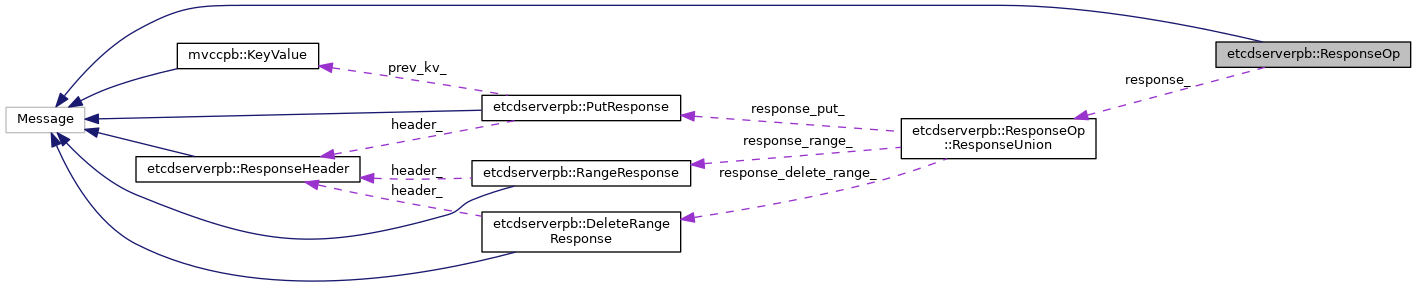 etcdserverpb::ResponseOp
mvccpb::KeyValue
prev_kv_
response_
etcdserverpb::PutResponse
response_put_
Message
header_
etcdserverpb::ResponseOp
::ResponseUnion
response_range_
etcdserverpb::ResponseHeader
header_
etcdserverpb::RangeResponse
response_delete_range_
header_
etcdserverpb::DeleteRange
Response